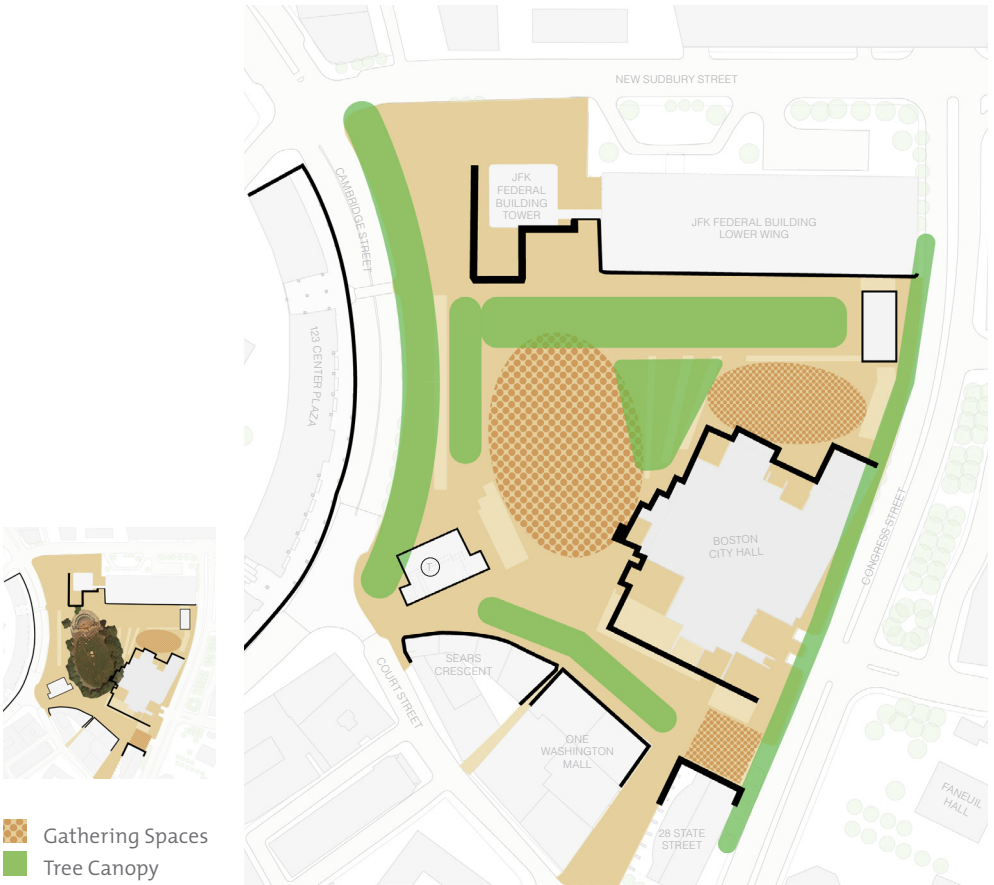 NEW SUDBURY STREET
CAMBRIDGE STREET
JFK
FEDERAL
BUILDING
TOWER
JFK FEDERAL BUILDING
LOWER WING
123 CENTER PLAZA
BOSTON
CITY HALL
CONGRESS STREET
T
SEARS
CRESCENT
COURT STREET
ONE
WASHINGTON
MALL
28 STATE
STREET
FANEUIL
HALL
Gathering Spaces
Tree Canopy